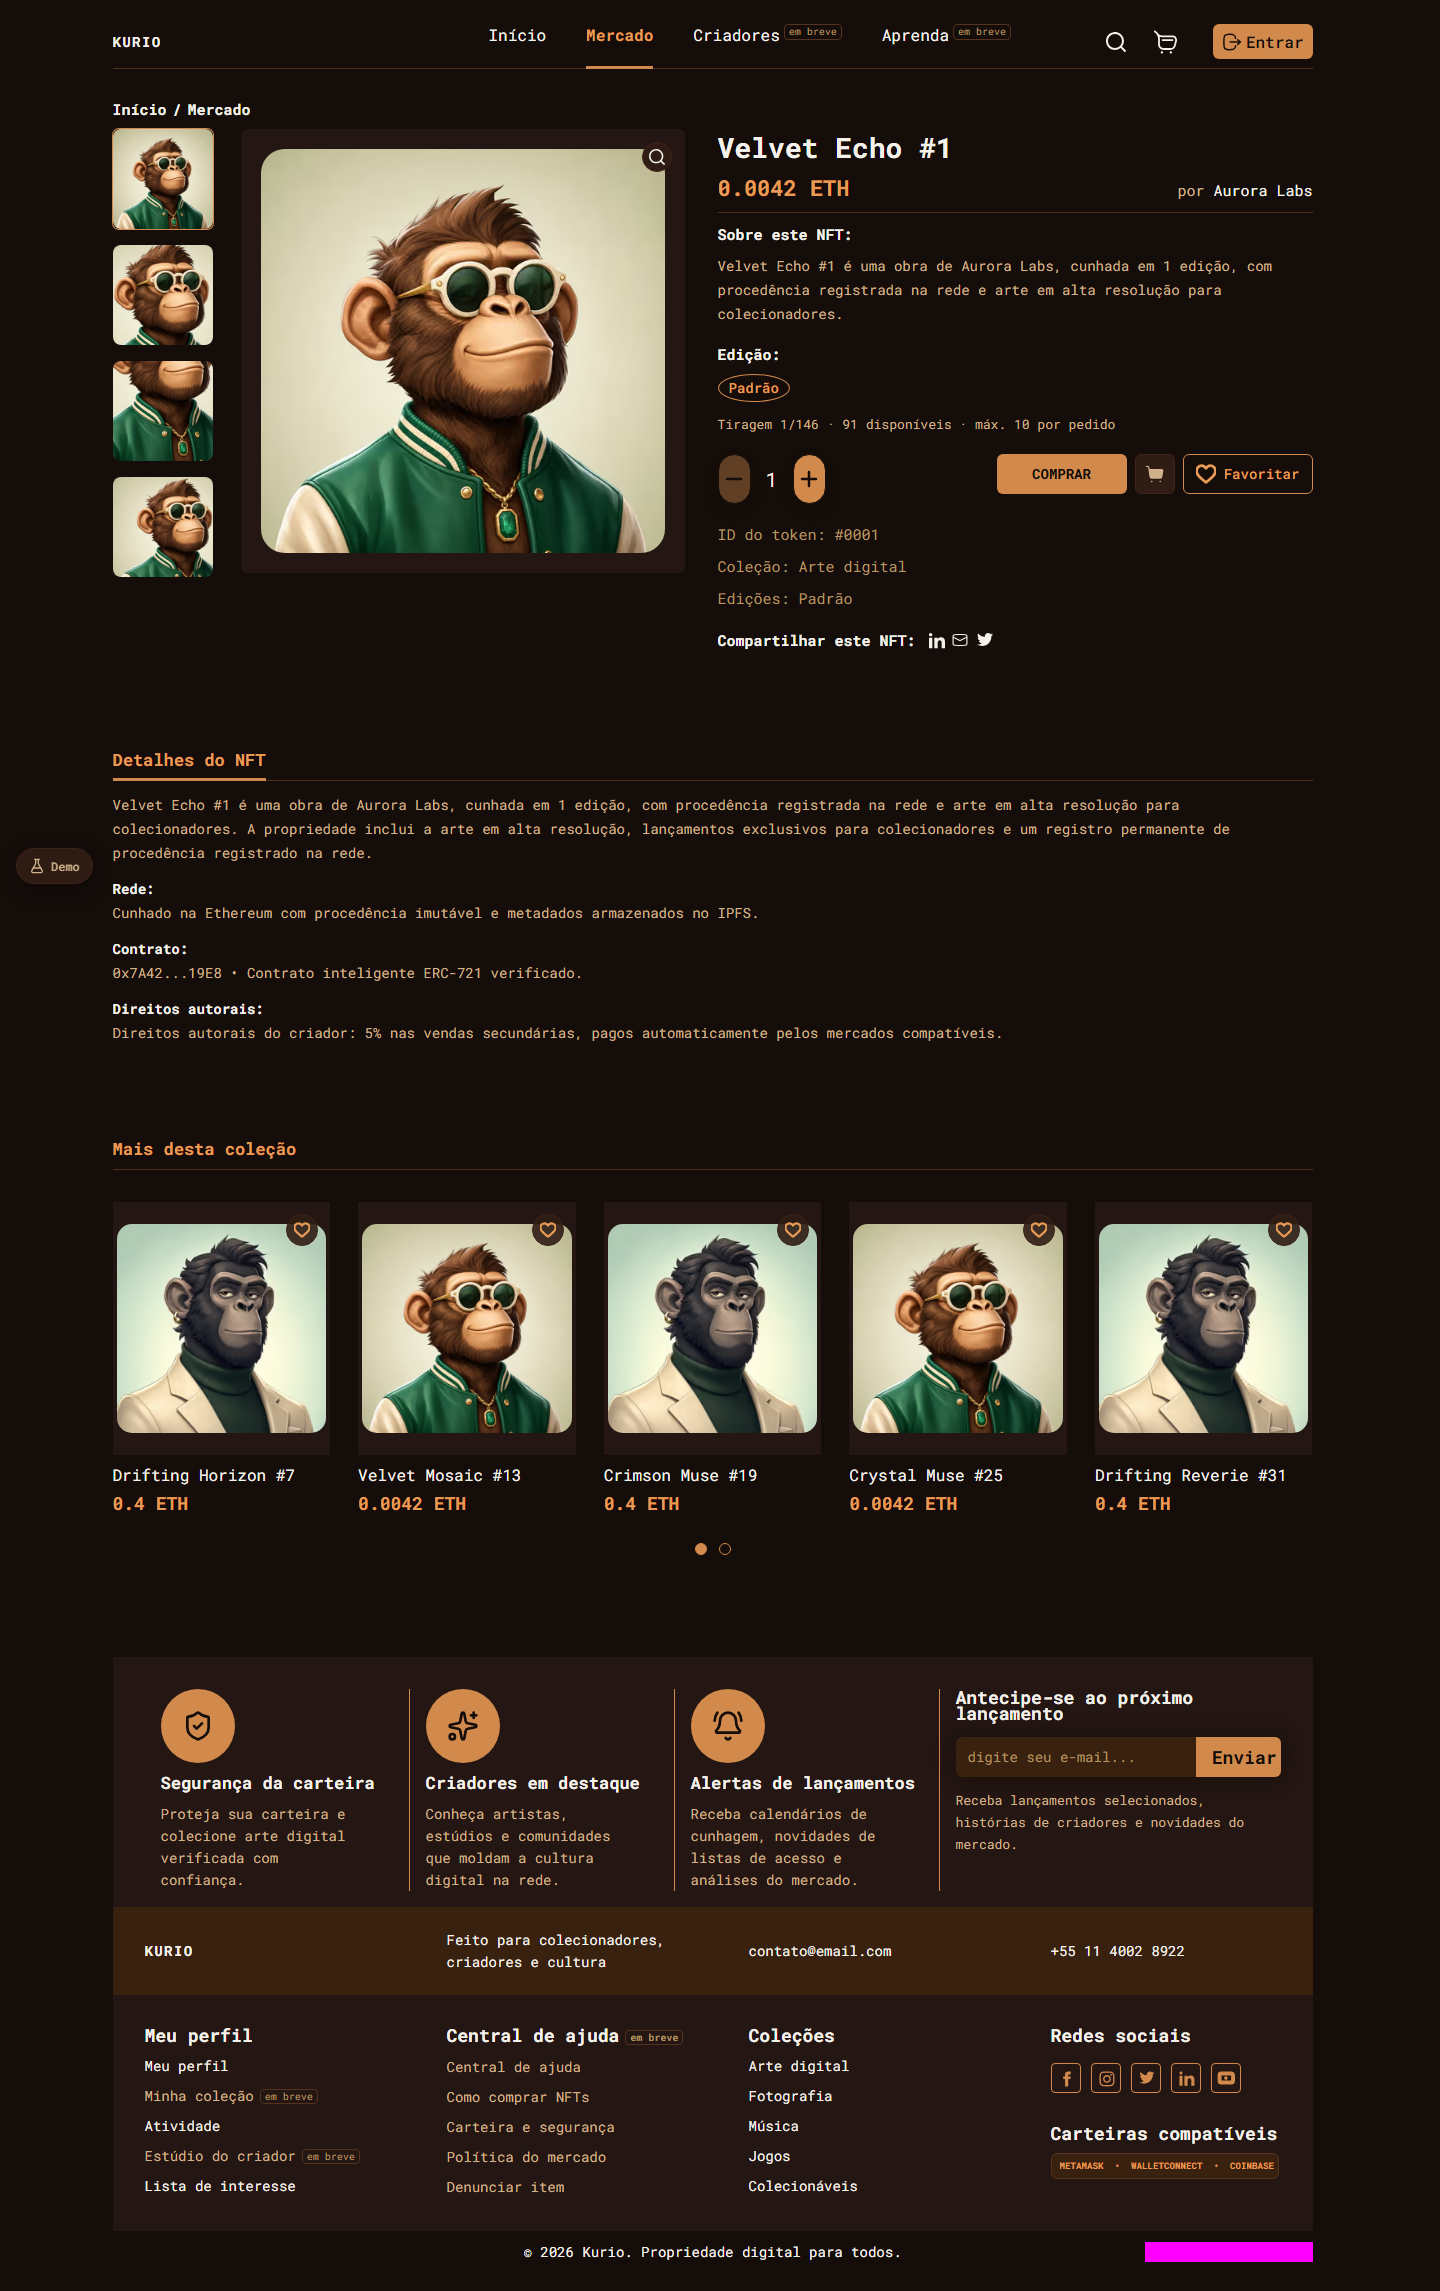 KURIO
Início
Mercado
Criadores em breve
Aprenda em breve
Entrar
Início / Mercado
Velvet Echo #1
0.0042 ETH
por Aurora Labs
Sobre este NFT:
Velvet Echo #1 é uma obra de Aurora Labs, cunhada em 1 edição, com
procedência registrada na rede e arte em alta resolução para
colecionadores.
Edição:
Padrão
Tiragem 1/146 · 91 disponíveis · máx. 10 por pedido
1
COMPRAR
Favoritar
ID do token: #0001
Coleção: Arte digital
Edições: Padrão
Compartilhar este NFT:
Detalhes do NFT
Velvet Echo #1 é uma obra de Aurora Labs, cunhada em 1 edição, com procedência registrada na rede e arte em alta resolução para
colecionadores. A propriedade inclui a arte em alta resolução, lançamentos exclusivos para colecionadores e um registro permanente de
procedência registrado na rede.
Demo
Rede:
Cunhado na Ethereum com procedência imutável e metadados armazenados no IPFS.
Contrato:
0x7A42...19E8 • Contrato inteligente ERC-721 verificado.
Direitos autorais:
Direitos autorais do criador: 5% nas vendas secundárias, pagos automaticamente pelos mercados compatíveis.
Mais desta coleção
Drifting Horizon #7
0.4 ETH
Velvet Mosaic #13
0.0042 ETH
Crimson Muse #19
0.4 ETH
Crystal Muse #25
0.0042 ETH
Drifting Reverie #31
0.4 ETH
Segurança da carteira
Proteja sua carteira e
colecione arte digital
verificada com
confiança.
Criadores em destaque
Conheça artistas,
estúdios e comunidades
que moldam a cultura
digital na rede.
Alertas de lançamentos
Receba calendários de
cunhagem, novidades de
listas de acesso e
análises do mercado.
Antecipe-se ao próximo
lançamento
digite seu e-mail...
Enviar
Receba lançamentos selecionados,
histórias de criadores e novidades do
mercado.
KURIO
Feito para colecionadores,
criadores e cultura
contato@email.com
+55 11 4002 8922
Meu perfil
Meu perfil
Minha coleção em breve
Atividade
Estúdio do criador em breve
Lista de interesse
Central de ajuda em breve
Central de ajuda
Como comprar NFTs
Carteira e segurança
Política do mercado
Denunciar item
Coleções
Arte digital
Fotografia
Música
Jogos
Colecionáveis
Redes sociais
Carteiras compatíveis
METAMASK • WALLETCONNECT • COINBASE
© 2026 Kurio. Propriedade digital para todos.